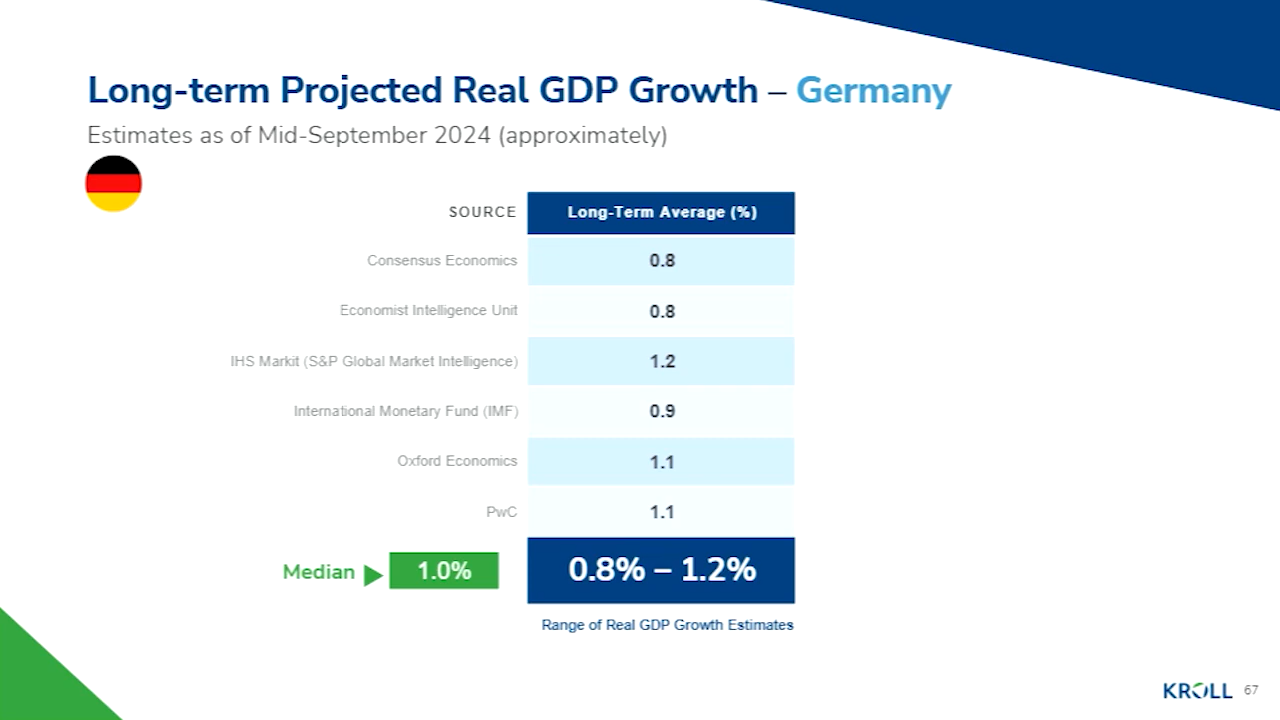 Long-term Projected Real GDP Growth – Germany
Estimates as of Mid-September 2024 (approximately)
SOURCE Long-Term Average (%)
Consensus Economics 0.8
Economist Intelligence Unit 0.8
IHS Markit (S&P Global Market Intelligence) 1.2
International Monetary Fund (IMF) 0.9
Oxford Economics 1.1
PwC 1.1
Median 1.0% 0.8% – 1.2%
Range of Real GDP Growth Estimates
KROLL 67